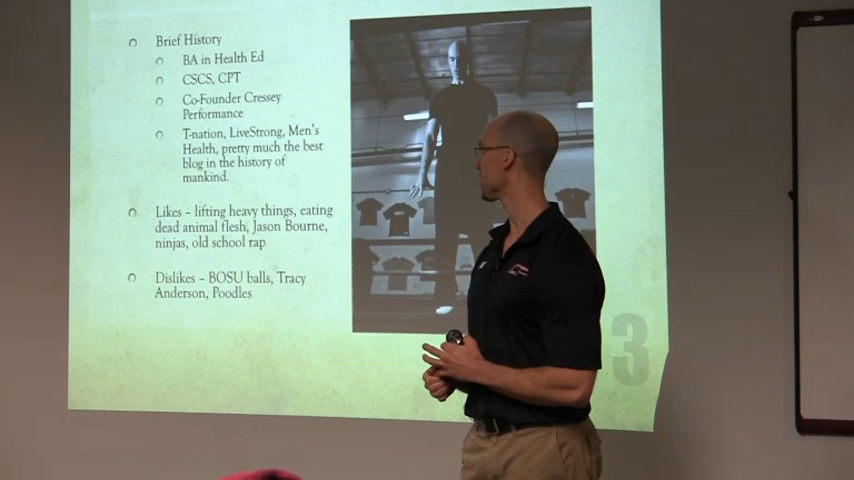 Brief History
BA in Health Ed
CSCS, CPT
Co-Founder Cressey
Performance
T-nation, LiveStrong, Men's
Health, pretty much the best
blog in the history of
mankind.
Likes – lifting heavy things, eating
dead animal flesh, Jason Bourne,
ninjas, old school rap
Dislikes – BOSU balls, Tracy
Anderson, Poodles
3